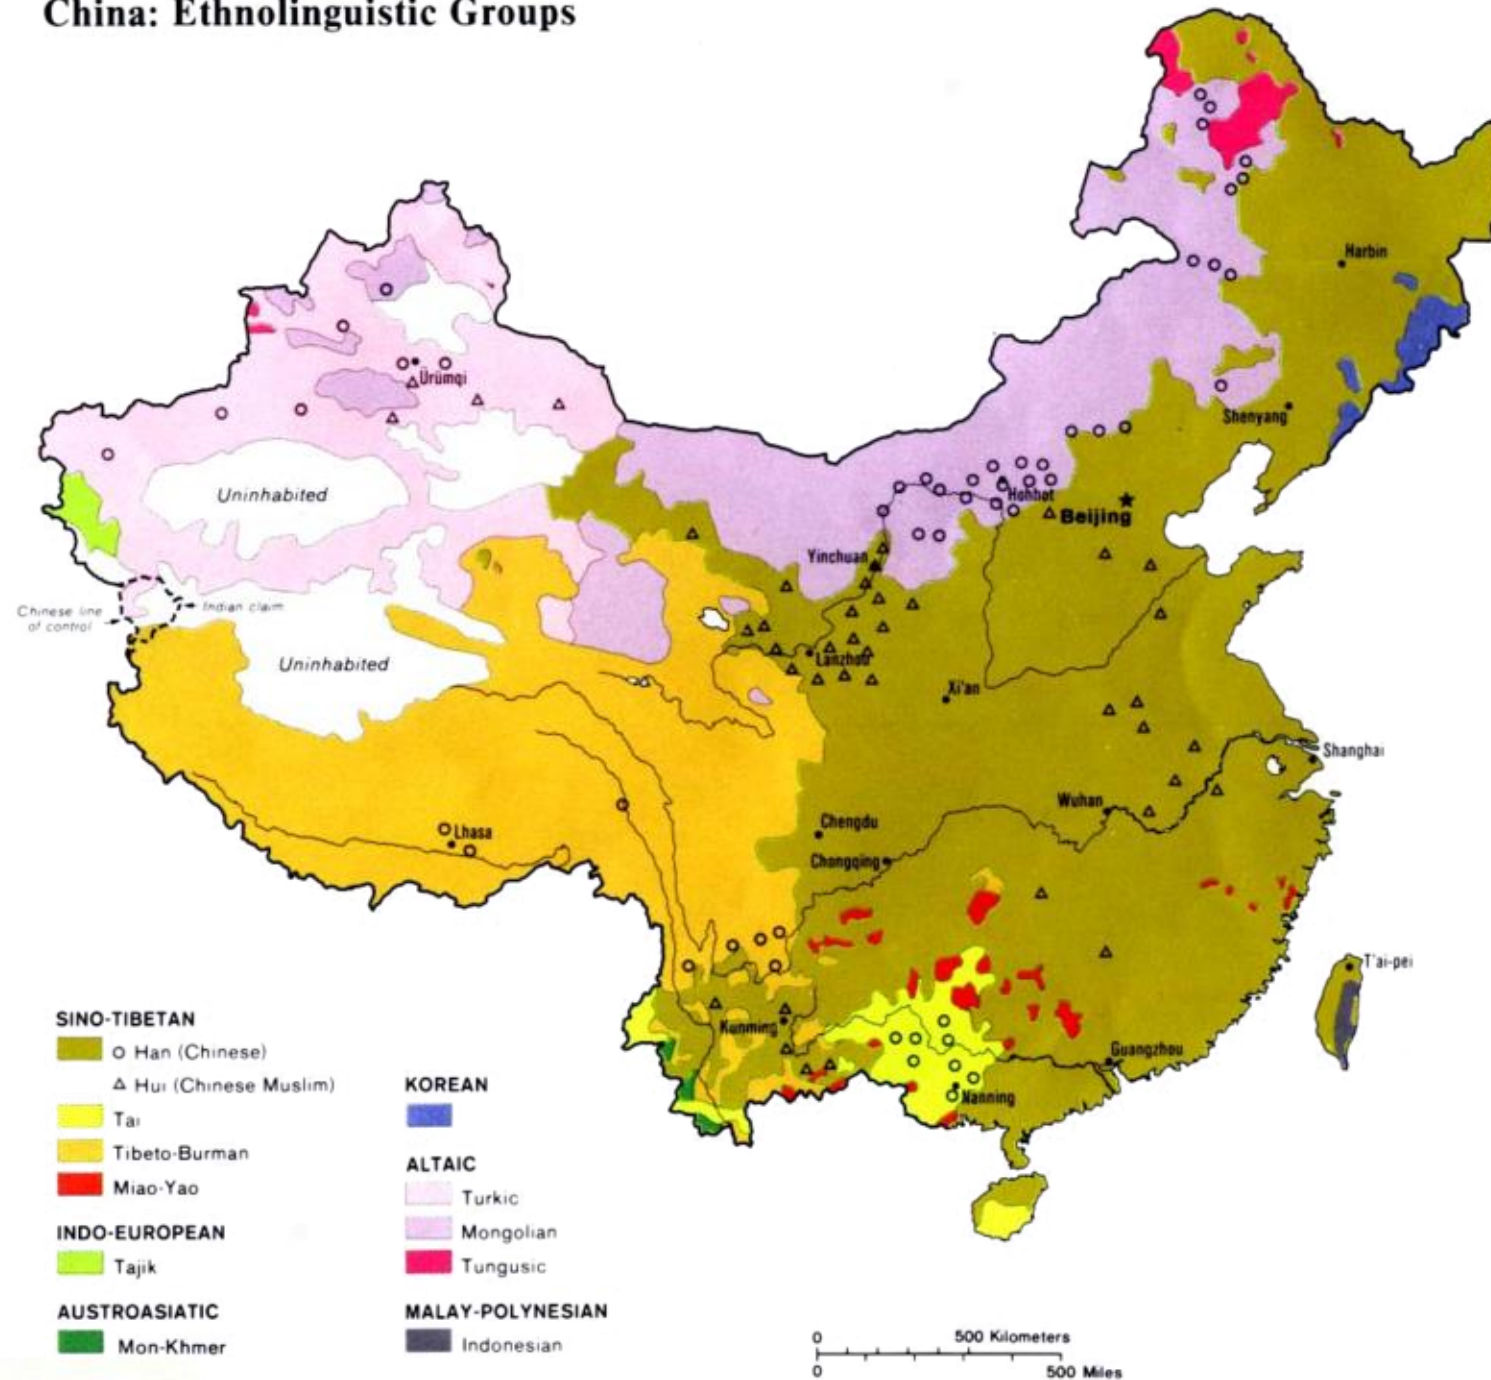 China: Ethnolinguistic Groups
Harbin
Ürümqi
Shenyang
Uninhabited
Hohhot
Beijing
Yinchuan
Chinese line
of control
Indian claim
Uninhabited
Lanzhou
Xi'an
Shanghai
Wuhan
Chengdu
Lhasa
Chongqing
T'ai-pei
Kunming
Guangzhou
Nanning
SINO-TIBETAN
Han (Chinese)
Hui (Chinese Muslim)
Tai
Tibeto-Burman
Miao-Yao
INDO-EUROPEAN
Tajik
AUSTROASIATIC
Mon-Khmer
KOREAN
ALTAIC
Turkic
Mongolian
Tungusic
MALAY-POLYNESIAN
Indonesian
0 500 Kilometers
0 500 Miles